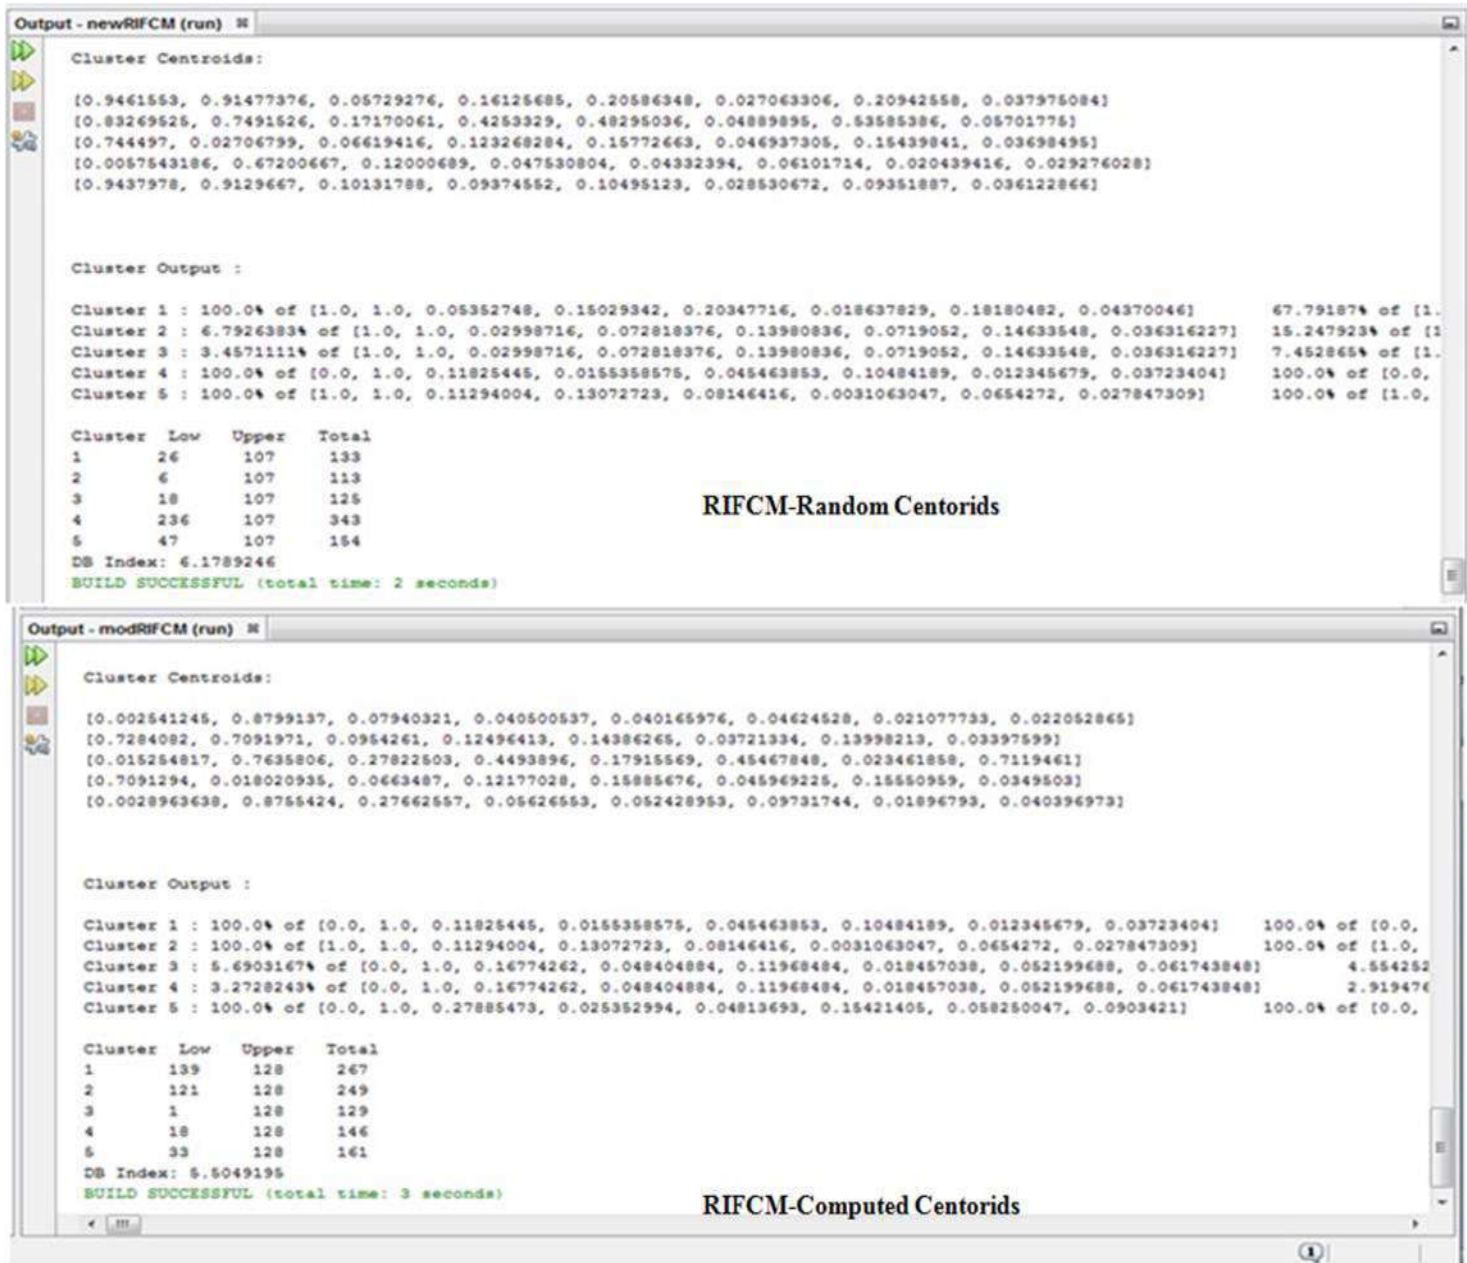 Output - newRIFCM (run)
Cluster Centroids:
[0.9461553, 0.91477376, 0.05729276, 0.16125685, 0.20586348, 0.027063306, 0.20942558, 0.037975084]
[0.83269525, 0.7491526, 0.17170061, 0.4253329, 0.48295036, 0.04889895, 0.53585386, 0.05701775]
[0.744497, 0.02706799, 0.06619416, 0.123268284, 0.15772663, 0.046937305, 0.15439841, 0.03698495]
[0.0057543186, 0.67200667, 0.12000689, 0.047530804, 0.04332394, 0.06101714, 0.020439416, 0.029276028]
[0.9437978, 0.9129667, 0.10131788, 0.09374552, 0.10495123, 0.028530672, 0.09351887, 0.036122866]
Cluster Output :
Cluster 1 : 100.0% of [1.0, 1.0, 0.05352748, 0.15029342, 0.20347716, 0.018637829, 0.18180482, 0.04370046] 67.79187% of [1.
Cluster 2 : 6.7926383% of [1.0, 1.0, 0.02998716, 0.072818376, 0.13980836, 0.0719052, 0.14633548, 0.036316227] 15.247923% of [1
Cluster 3 : 3.4571111% of [1.0, 1.0, 0.02998716, 0.072818376, 0.13980836, 0.0719052, 0.14633548, 0.036316227] 7.452865% of [1.
Cluster 4 : 100.0% of [0.0, 1.0, 0.11825445, 0.0155358575, 0.045463853, 0.10484189, 0.012345679, 0.03723404] 100.0% of [0.0,
Cluster 5 : 100.0% of [1.0, 1.0, 0.11294004, 0.13072723, 0.08146416, 0.0031063047, 0.0654272, 0.027847309] 100.0% of [1.0,
Cluster Low Upper Total
1 26 107 133
2 6 107 113
3 18 107 125
4 236 107 343
5 47 107 154
RIFCM-Random Centorids
DB Index: 6.1789246
BUILD SUCCESSFUL (total time: 2 seconds)
Output - modRIFCM (run)
Cluster Centroids:
[0.002541245, 0.8799137, 0.07940321, 0.040500537, 0.040165976, 0.04624528, 0.021077733, 0.022052865]
[0.7284082, 0.7091971, 0.0954261, 0.12496413, 0.14386265, 0.03721334, 0.13998213, 0.03397599]
[0.015254817, 0.7635806, 0.27822503, 0.4493896, 0.17915569, 0.45467848, 0.023461858, 0.7119461]
[0.7091294, 0.018020935, 0.0663487, 0.12177028, 0.15885676, 0.045969225, 0.15550959, 0.0349503]
[0.0028963638, 0.8755424, 0.27662557, 0.05626553, 0.052428953, 0.09731744, 0.01896793, 0.040396973]
Cluster Output :
Cluster 1 : 100.0% of [0.0, 1.0, 0.11825445, 0.0155358575, 0.045463853, 0.10484189, 0.012345679, 0.03723404] 100.0% of [0.0,
Cluster 2 : 100.0% of [1.0, 1.0, 0.11294004, 0.13072723, 0.08146416, 0.0031063047, 0.0654272, 0.027847309] 100.0% of [1.0,
Cluster 3 : 5.6903167% of [0.0, 1.0, 0.16774262, 0.048404884, 0.11968484, 0.018457038, 0.052199688, 0.061743848] 4.554252
Cluster 4 : 3.2728243% of [0.0, 1.0, 0.16774262, 0.048404884, 0.11968484, 0.018457038, 0.052199688, 0.061743848] 2.919476
Cluster 5 : 100.0% of [0.0, 1.0, 0.27885473, 0.025352994, 0.04813693, 0.15421405, 0.058250047, 0.0903421] 100.0% of [0.0,
Cluster Low Upper Total
1 139 128 267
2 121 128 249
3 1 128 129
4 18 128 146
5 33 128 161
DB Index: 5.5049195
BUILD SUCCESSFUL (total time: 3 seconds)
RIFCM-Computed Centorids
1